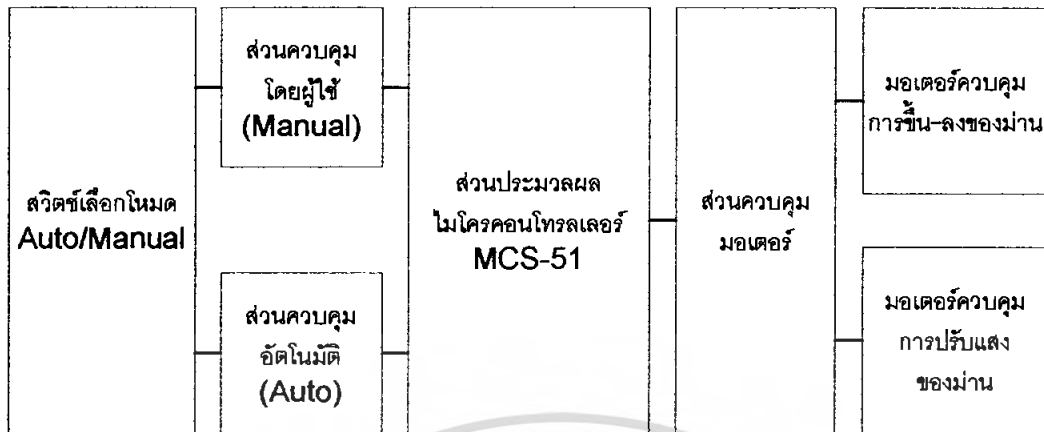 สวิตช์เลือกโหมด
Auto/Manual
ส่วนควบคุม
โดยผู้ใช้
(Manual)
ส่วนควบคุม
อัตโนมัติ
(Auto)
ส่วนประมวลผล
ไมโครคอนโทรลเลอร์
MCS-51
ส่วนควบคุม
มอเตอร์
มอเตอร์ควบคุม
การขึ้น-ลงของม่าน
มอเตอร์ควบคุม
การปรับแสง
ของม่าน